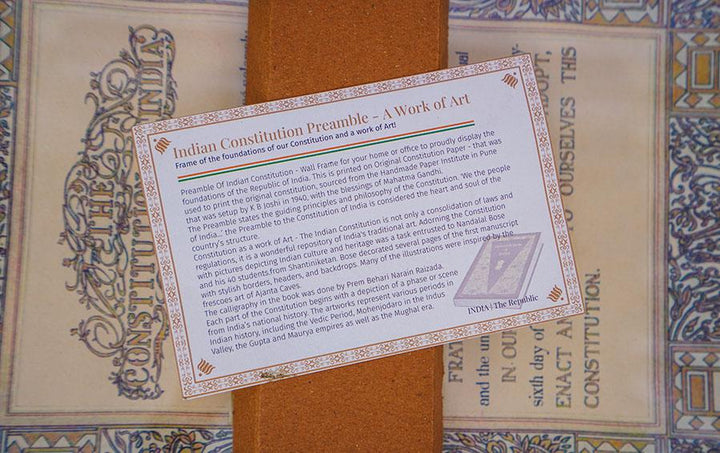 Indian Constitution Preamble - A Work of Art
Frame of the foundations of our Constitution and a work of Art!
Preamble Of Indian Constitution - Wall Frame for your home or office to proudly display the
foundations of the Republic of India. This is printed on Original Constitution Paper - that was
used to print the original constitution, sourced from the Handmade Paper Institute in Pune
that was setup by K B Joshi in 1940, with the blessings of Mahatma Gandhi.
The Preamble states the guiding principles and philosophy of the Constitution. 'We the people
of India..' the Preamble to the Constitution of India is considered the heart and soul of the
country's structure.
Constitution as a work of Art - The Indian Constitution is not only a consolidation of laws and
regulations, it is a wonderful repository of India's traditional art. Adorning the Constitution
with pictures depicting Indian culture and heritage was a task entrusted to Nandalal Bose
and his 40 students,from Shantiniketan. Bose decorated several pages of the first manuscript
with stylish borders, headers, and backdrops. Many of the illustrations were inspired by the
frescoes art of Ajanta Caves.
The calligraphy in the book was done by Prem Behari Narain Raizada.
Each part of the Constitution begins with a depiction of a phase or scene
from India's national history. The artworks represent various periods in
Indian history, including the Vedic Period, Mohenjodaro in the Indus
Valley, the Gupta and Maurya empires as well as the Mughal era.
INDIA | The Republic
THE
CONSTITUTION
INDIA
ADOPT,
OURSELVES THIS
FRAT
and the un
IN OUR
sixth day of
ENACT AN
CONSTITUTION.